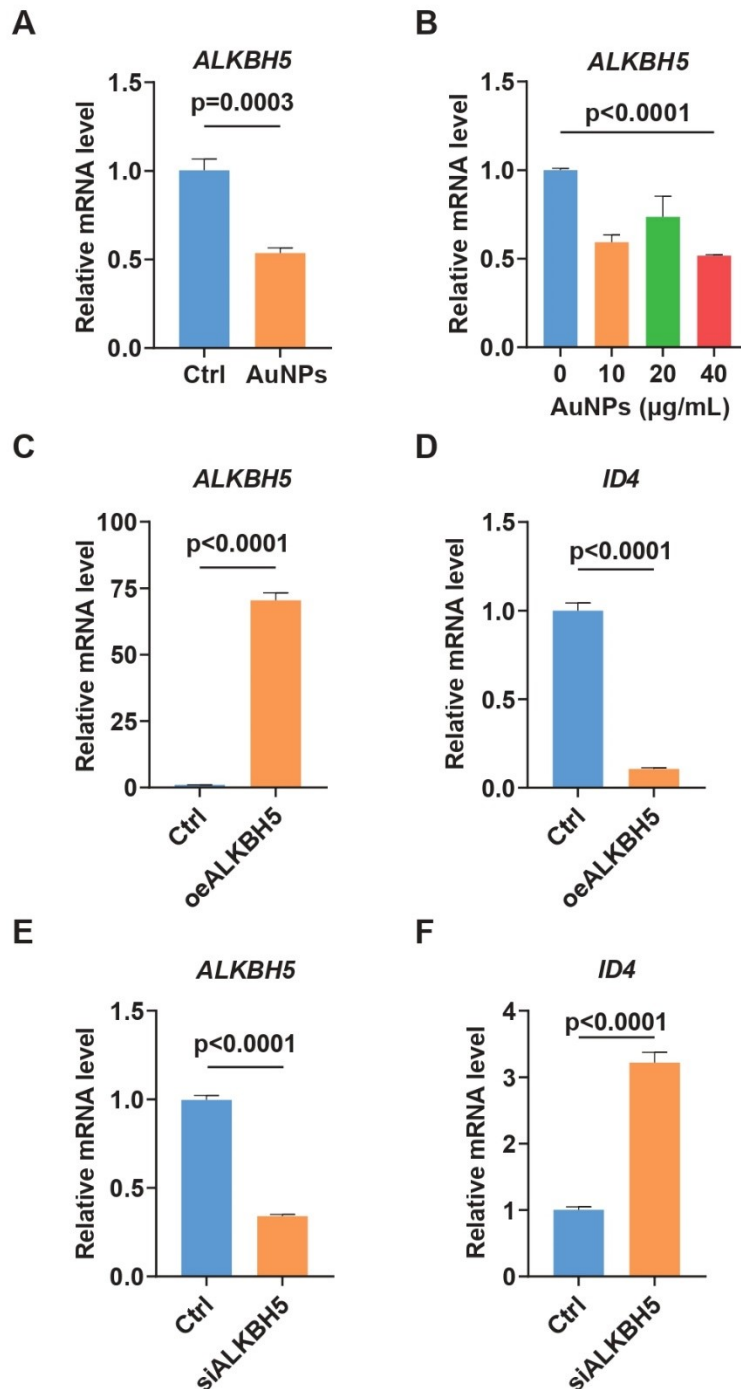 A
ALKBH5
p=0.0003
Relative mRNA level
1.5
1.0
0.5
0.0
Ctrl AuNPs
B
ALKBH5
p<0.0001
Relative mRNA level
1.5
1.0
0.5
0.0
0 10 20 40
AuNPs (µg/mL)
C
ALKBH5
p<0.0001
Relative mRNA level
100
75
50
25
0
Ctrl
oeALKBH5
D
ID4
p<0.0001
Relative mRNA level
1.5
1.0
0.5
0.0
Ctrl
oeALKBH5
E
ALKBH5
p<0.0001
Relative mRNA level
1.5
1.0
0.5
0.0
Ctrl
siALKBH5
F
ID4
p<0.0001
Relative mRNA level
4
3
2
1
0
Ctrl
siALKBH5